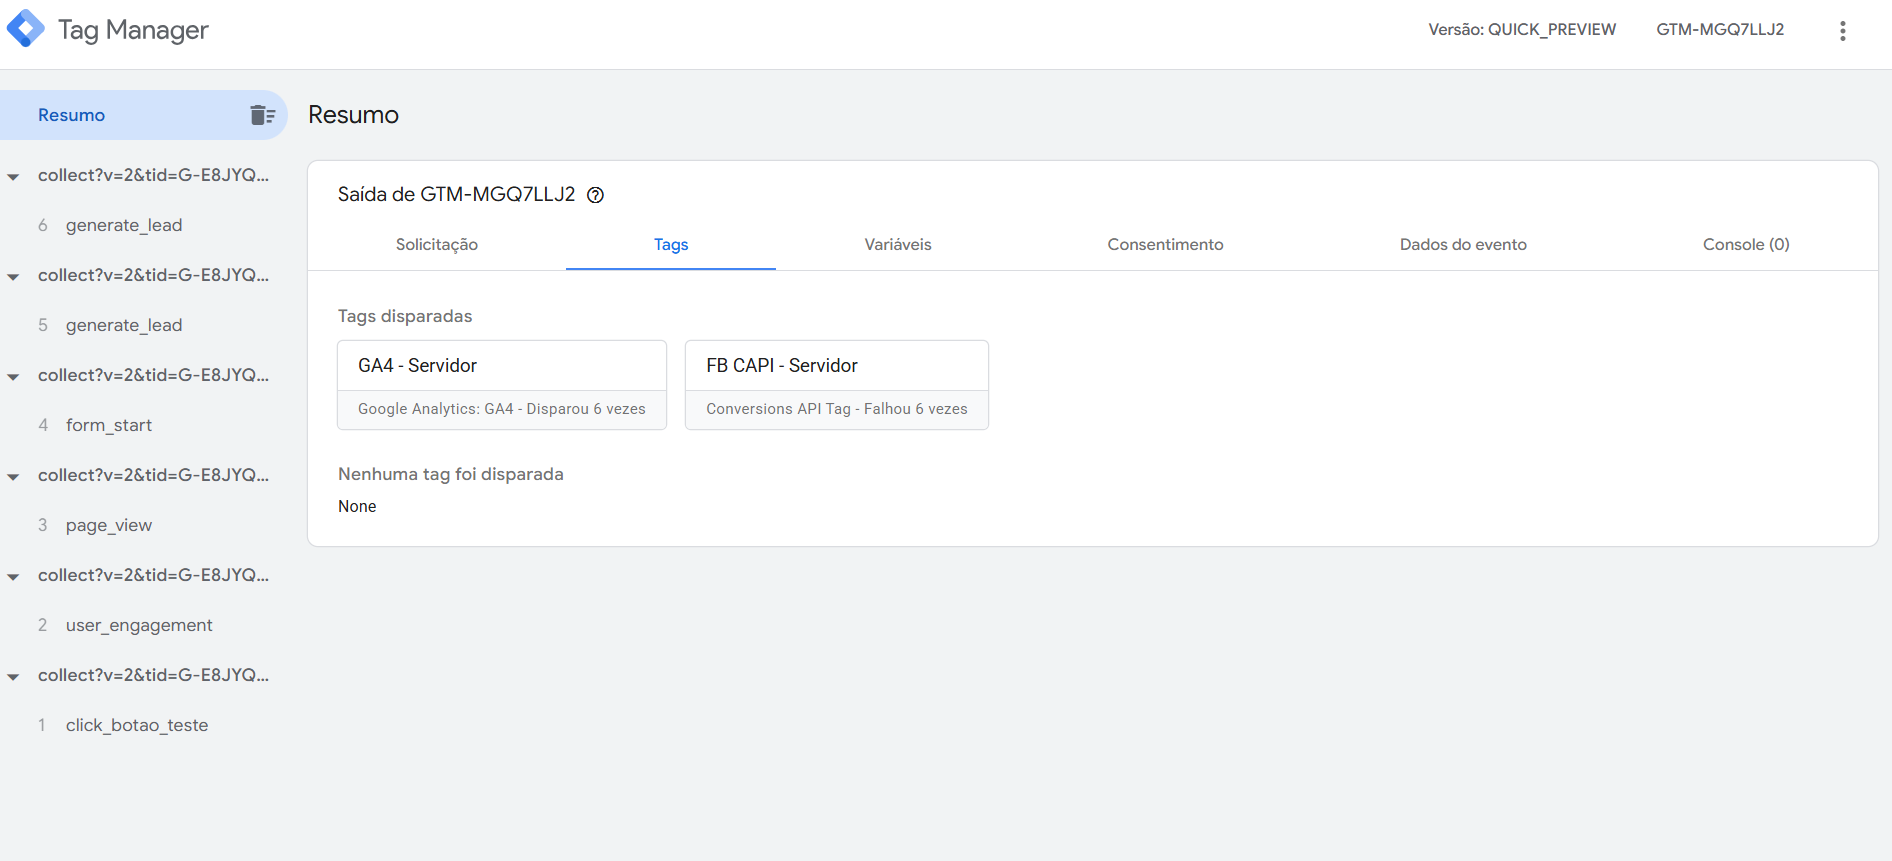 Tag Manager
Versão: QUICK_PREVIEW
GTM-MGQ7LLJ2
Resumo
collect?v=2&tid=G-E8JYQ...
6 generate_lead
collect?v=2&tid=G-E8JYQ...
5 generate_lead
collect?v=2&tid=G-E8JYQ...
4 form_start
collect?v=2&tid=G-E8JYQ...
3 page_view
collect?v=2&tid=G-E8JYQ...
2 user_engagement
collect?v=2&tid=G-E8JYQ...
1 click_botao_teste
Resumo
Saída de GTM-MGQ7LLJ2
Solicitação
Tags
Variáveis
Consentimento
Dados do evento
Console (0)
Tags disparadas
GA4 - Servidor
Google Analytics: GA4 - Disparou 6 vezes
FB CAPI - Servidor
Conversions API Tag - Falhou 6 vezes
Nenhuma tag foi disparada
None